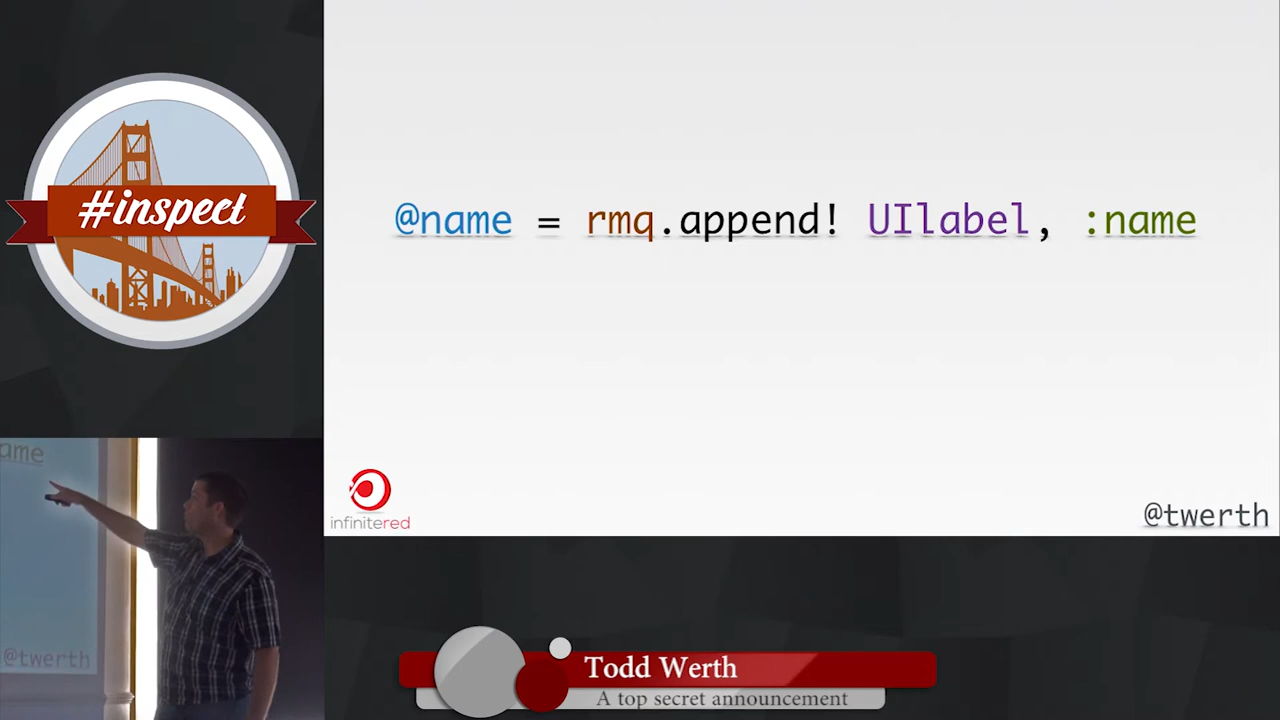 #inspect
@name = rmq.append! UIlabel, :name
infinitered
@twerth
ame
@twerth
Todd Werth
A top secret announcement